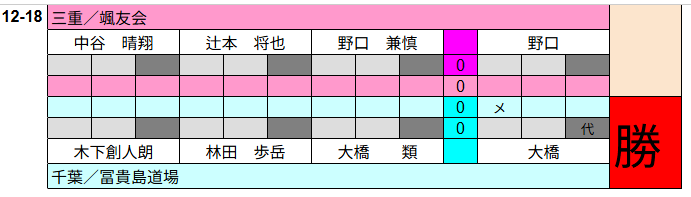 12-18 三重／颯友会
中谷　晴翔 辻本　将也 野口　兼慎 野口
0
0
0 メ
0 代
勝
木下創人朗 林田　歩岳 大橋　類 大橋
千葉／冨貴島道場